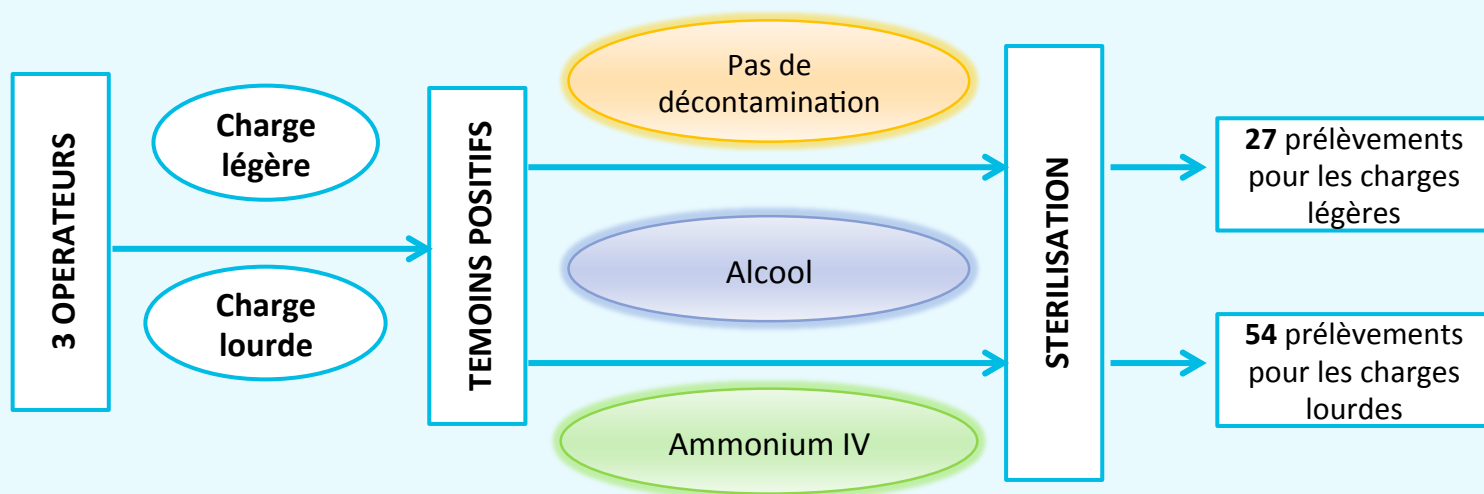 3 OPERATEURS
Charge
légère
Charge
lourde
TEMOINS POSITIFS
Pas de
décontamination
Alcool
Ammonium IV
STERILISATION
27 prélèvements
pour les charges
légères
54 prélèvements
pour les charges
lourdes